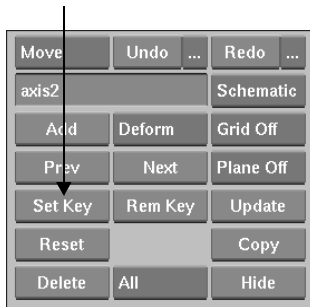 Move Undo ... Redo ...
axis2 Schematic
Add Deform Grid Off
Prev Next Plane Off
Set Key Rem Key Update
Reset Copy
Delete All Hide